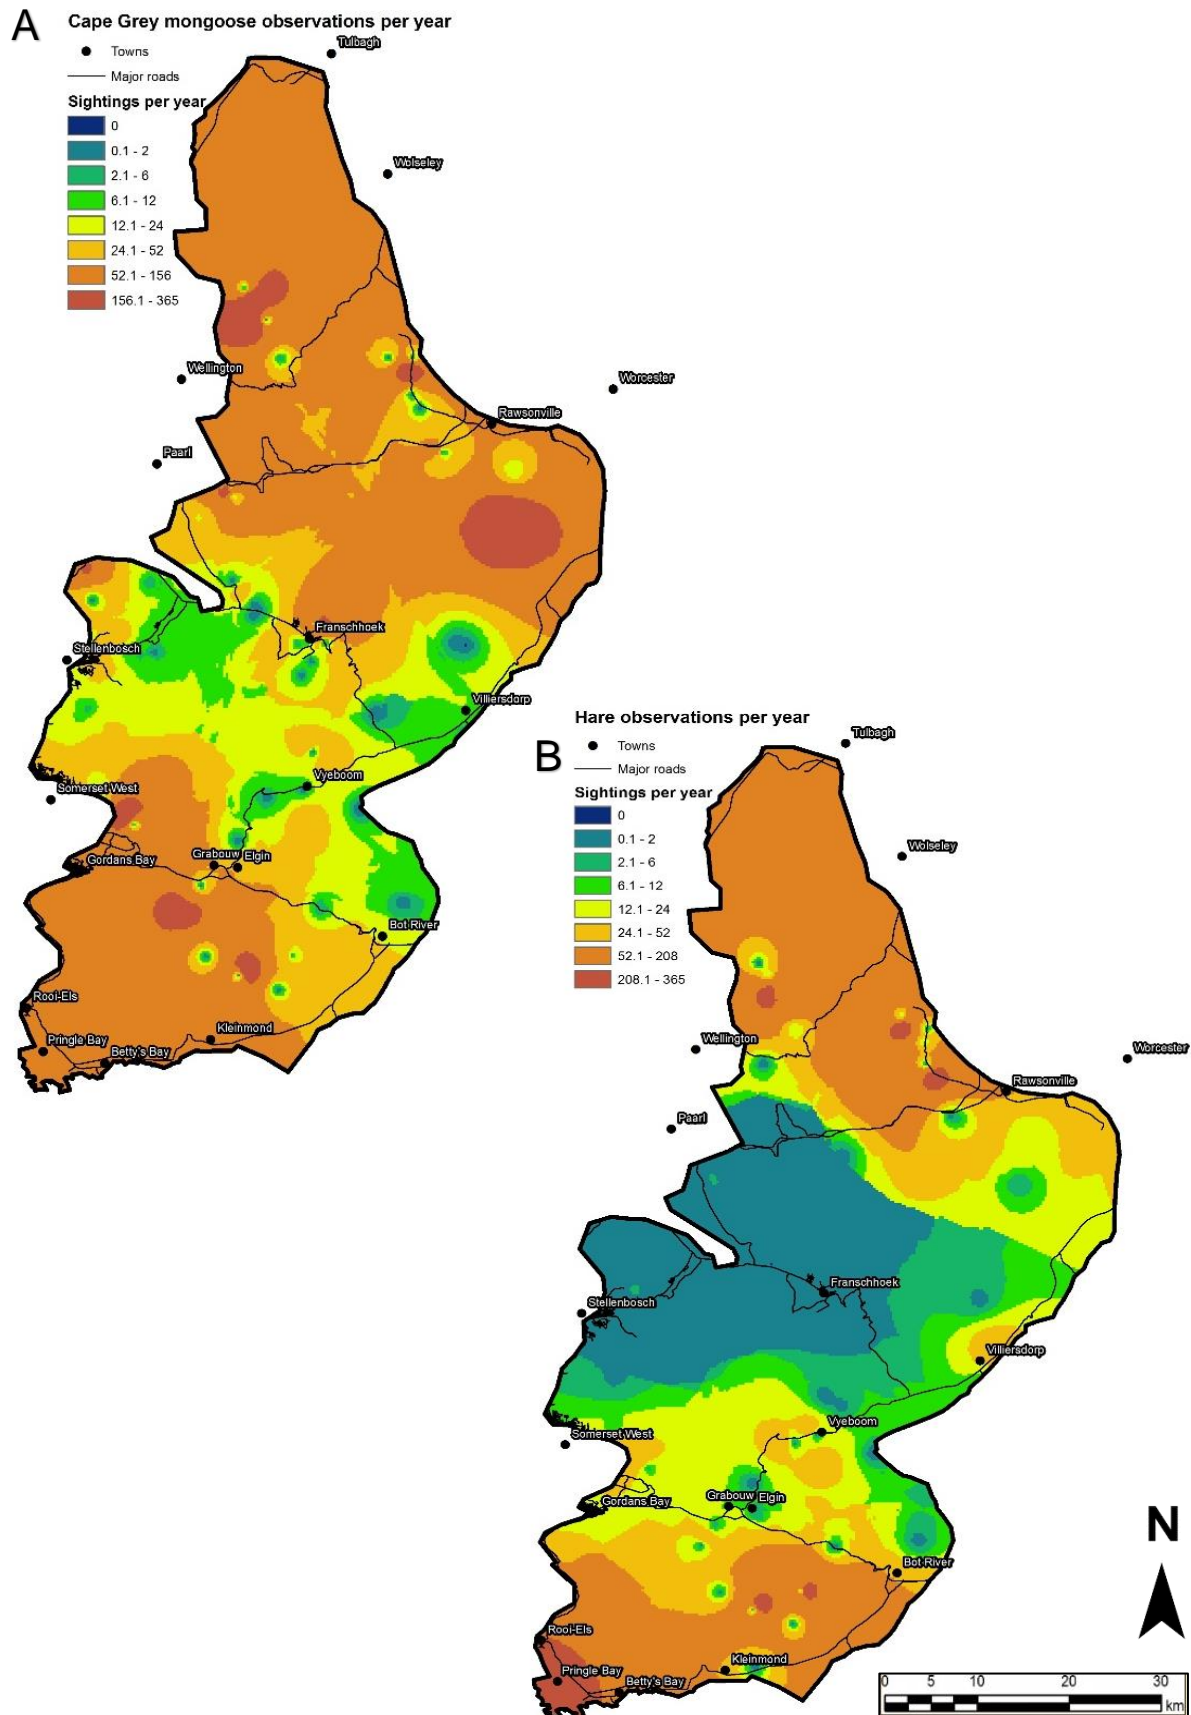 A
Cape Grey mongoose observations per year
Towns
Major roads
Sightings per year
0
0.1 - 2
2.1 - 6
6.1 - 12
12.1 - 24
24.1 - 52
52.1 - 156
156.1 - 365
Tulbagh
Wolseley
Wellington
Worcester
Rawsonville
Paarl
Franschhoek
Stellenbosch
Villiersdorp
Vyeboom
Somerset West
Grabouw Elgin
Gordans Bay
Bot River
Rooi-Els
Kleinmond
Pringle Bay
Betty's Bay
B
Hare observations per year
Towns
Major roads
Sightings per year
0
0.1 - 2
2.1 - 6
6.1 - 12
12.1 - 24
24.1 - 52
52.1 - 208
208.1 - 365
Tulbagh
Wolseley
Wellington
Worcester
Rawsonville
Paarl
Franschhoek
Stellenbosch
Villiersdorp
Vyeboom
Somerset West
Grabouw Elgin
Gordans Bay
Bot River
Rooi-Els
Kleinmond
Pringle Bay
Betty's Bay
N
0 5 10 20 30
km